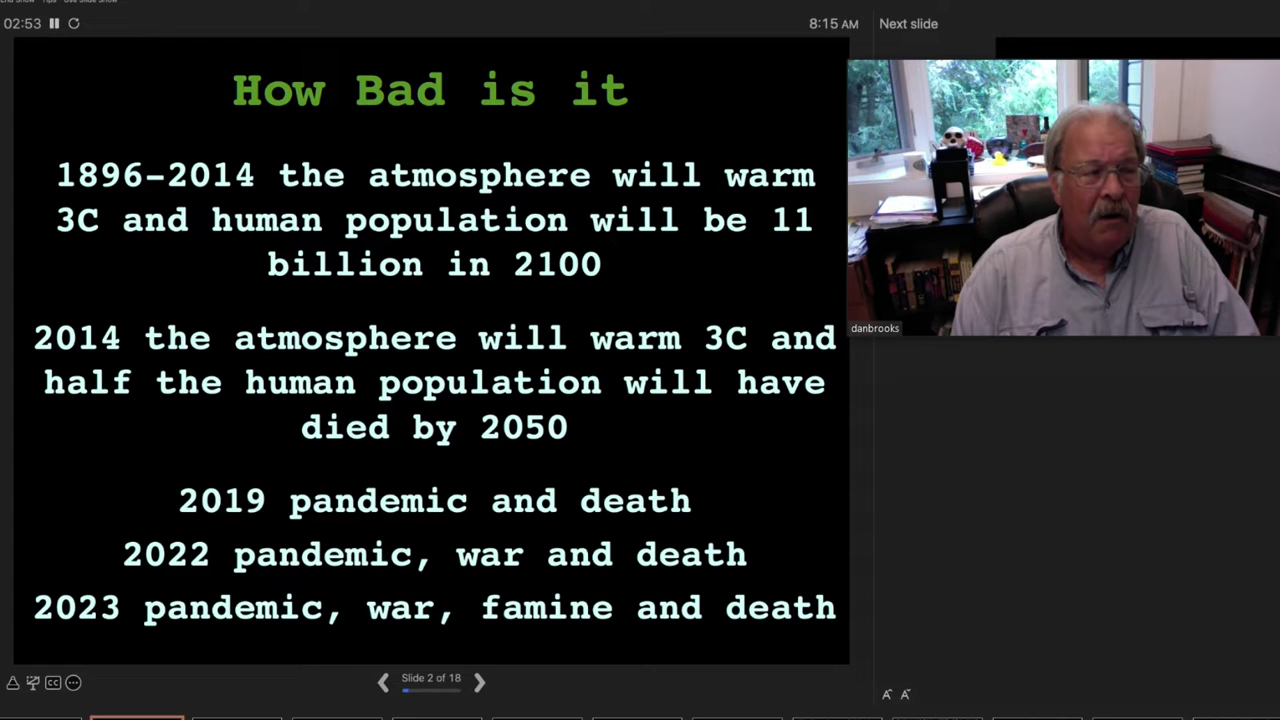 02:53
8:15 AM
Next slide
How Bad is it
1896-2014 the atmosphere will warm
3C and human population will be 11
billion in 2100
2014 the atmosphere will warm 3C and
half the human population will have
died by 2050
2019 pandemic and death
2022 pandemic, war and death
2023 pandemic, war, famine and death
danbrooks
Slide 2 of 18
CC
A A